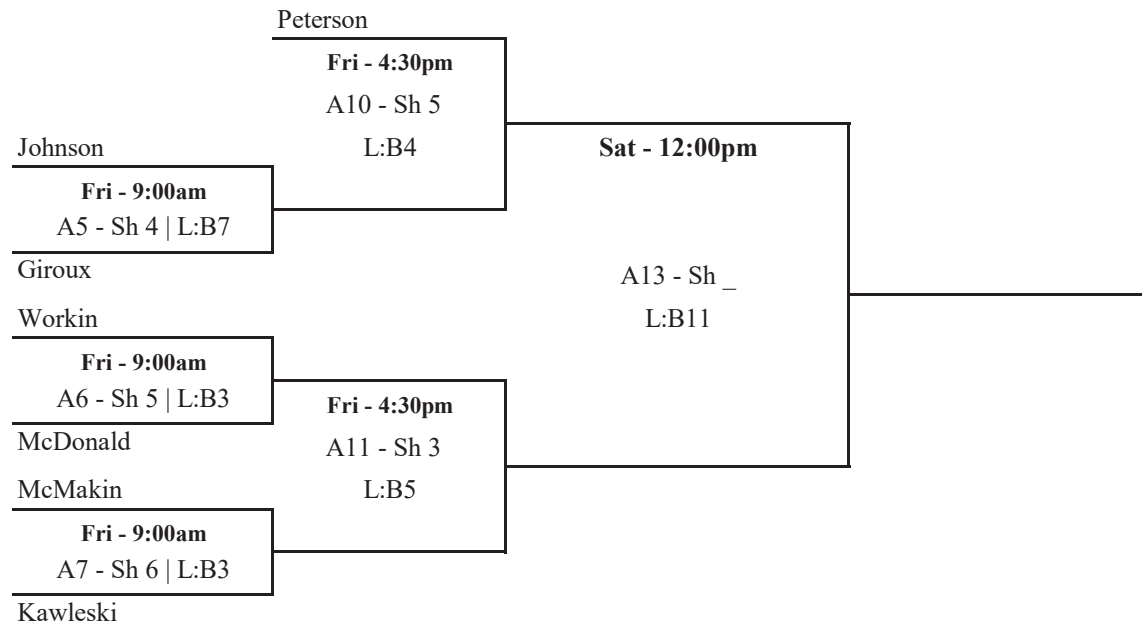 Peterson
Fri - 4:30pm
A10 - Sh 5
L:B4
Johnson
Fri - 9:00am
A5 - Sh 4 | L:B7
Giroux
Sat - 12:00pm
A13 - Sh _
L:B11
Workin
Fri - 9:00am
A6 - Sh 5 | L:B3
McDonald
Fri - 4:30pm
A11 - Sh 3
L:B5
McMakin
Fri - 9:00am
A7 - Sh 6 | L:B3
Kawleski